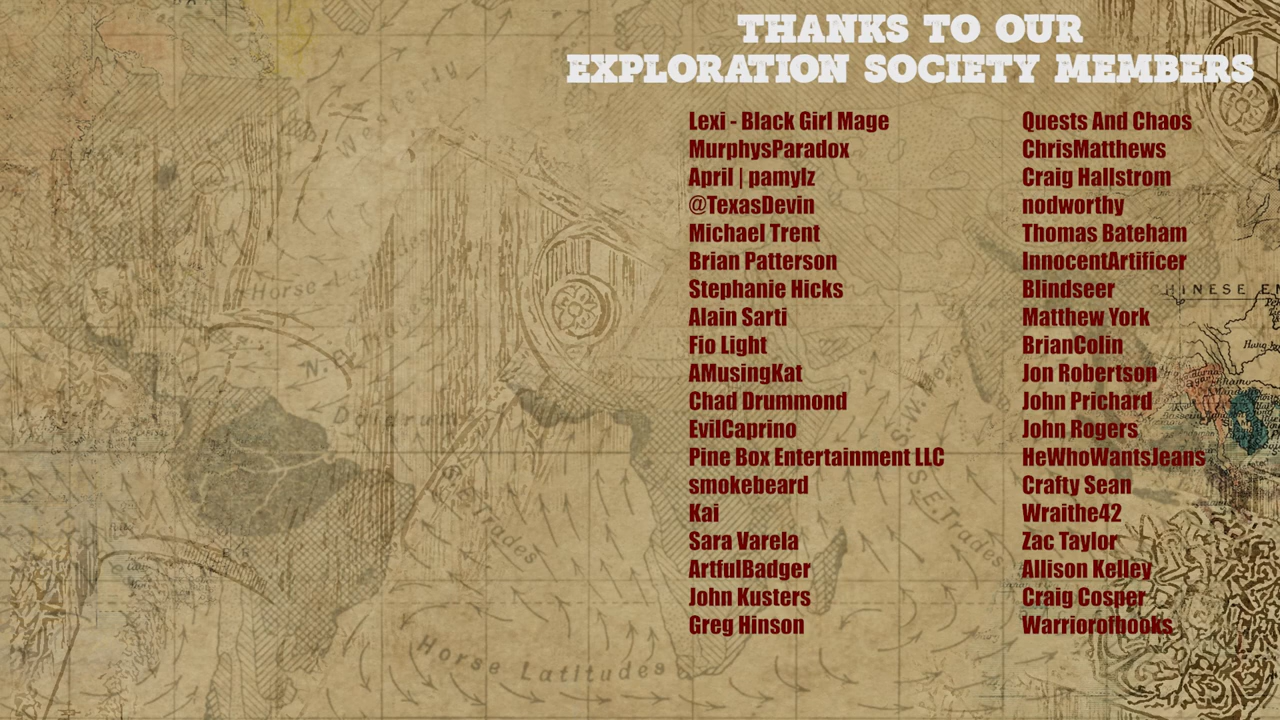 THANKS TO OUR
EXPLORATION SOCIETY MEMBERS
Lexi - Black Girl Mage
MurphysParadox
April | pamylz
@TexasDevin
Michael Trent
Brian Patterson
Stephanie Hicks
Alain Sarti
Fio Light
AMusingKat
Chad Drummond
EvilCaprino
Pine Box Entertainment LLC
smokebeard
Kai
Sara Varela
ArtfulBadger
John Kusters
Greg Hinson
Quests And Chaos
ChrisMatthews
Craig Hallstrom
nodworthy
Thomas Bateham
InnocentArtificer
Blindseer
Matthew York
BrianColin
Jon Robertson
John Prichard
John Rogers
HeWhoWantsJeans
Crafty Sean
Wraithe42
Zac Taylor
Allison Kelley
Craig Cosper
Warriorofbooks
Westerly
Horse
N.E.
Doldrums
S.E. Trades
S.W.
S.E. Trades
Horse Latitudes
CHINESE EM